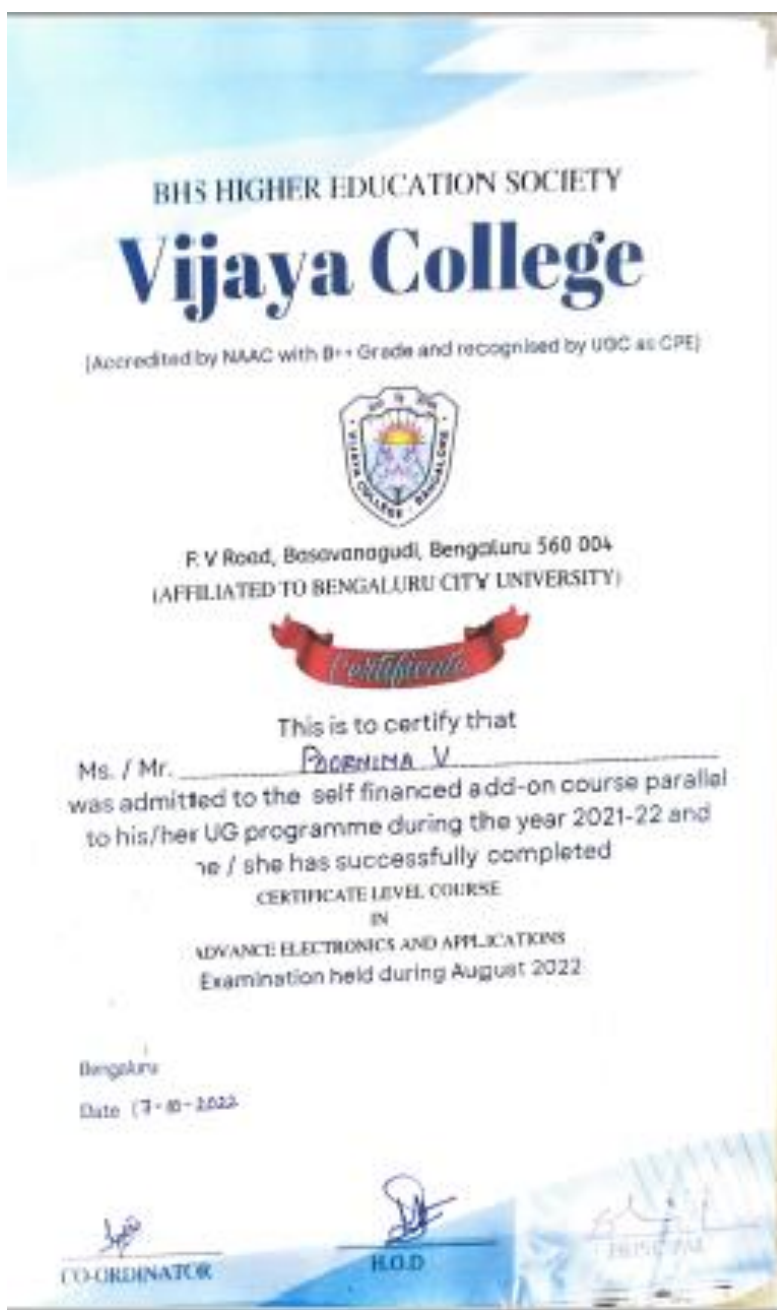 BHS HIGHER EDUCATION SOCIETY
Vijaya College
(Accredited by NAAC with B++ Grade and recognised by UGC as CPE)
VIJAYA COLLEGE BANGALORE
R V Road, Basavanagudi, Bengaluru 560 004
(AFFILIATED TO BENGALURU CITY UNIVERSITY)
Certificate
This is to certify that
Ms. / Mr. POORNIMA V
was admitted to the self financed add-on course parallel
to his/her UG programme during the year 2021-22 and
he / she has successfully completed
CERTIFICATE LEVEL COURSE
IN
ADVANCE ELECTRONICS AND APPLICATIONS
Examination held during August 2022
Bengaluru
Date 2022
CO-ORDINATOR
H.O.D
PRINCIPAL